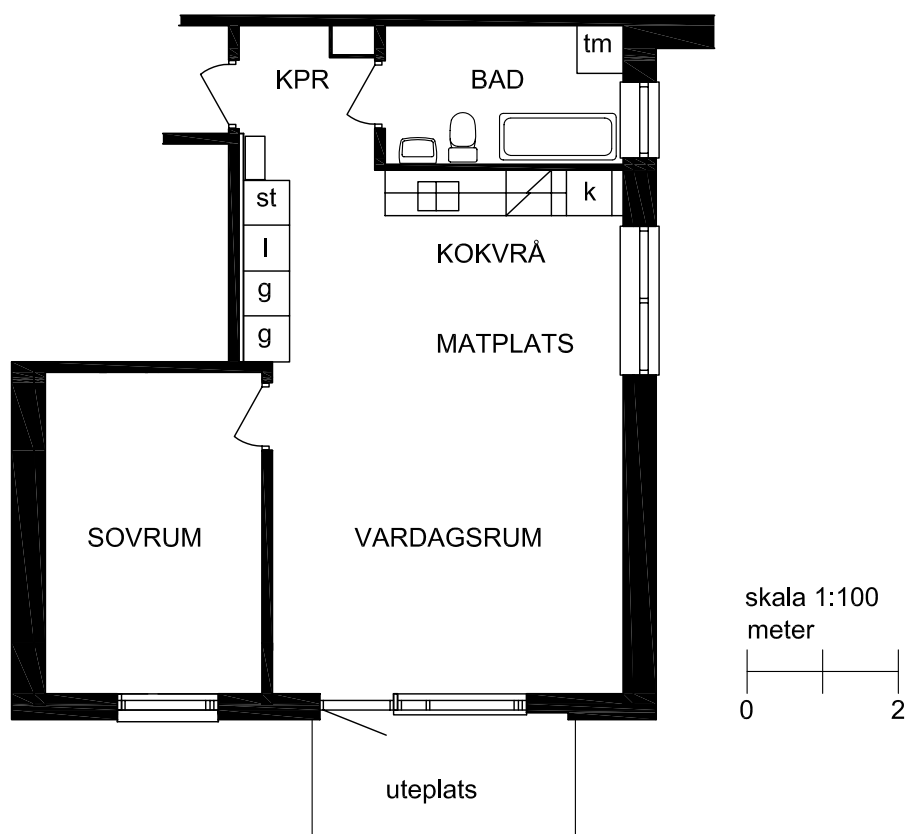 tm
KPR
BAD
st
k
l
KOKVRÅ
g
g
MATPLATS
SOVRUM
VARDAGSRUM
skala 1:100
meter
0
2
uteplats